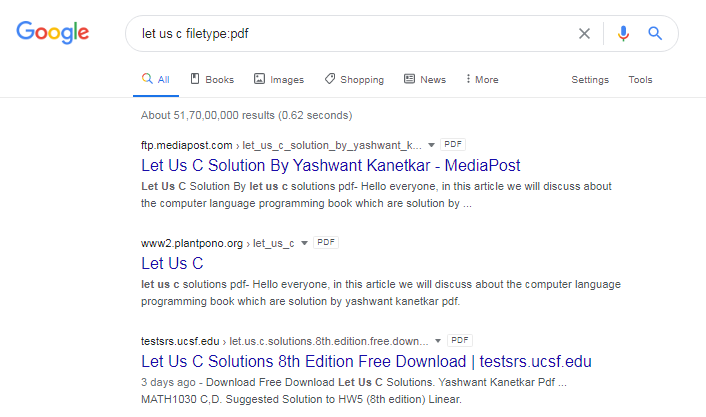 Google
let us c filetype:pdf
All Books Images Shopping News More Settings Tools
About 51,70,00,000 results (0.62 seconds)
ftp.mediapost.com › let_us_c_solution_by_yashwant_k... PDF
Let Us C Solution By Yashwant Kanetkar - MediaPost
Let Us C Solution By let us c solutions pdf- Hello everyone, in this article we will discuss about
the computer language programming book which are solution by ...
www2.plantpono.org › let_us_c PDF
Let Us C
let us c solutions pdf- Hello everyone, in this article we will discuss about the computer language
programming book which are solution by yashwant kanetkar pdf.
testsrs.ucsf.edu › let.us.c.solutions.8th.edition.free.down... PDF
Let Us C Solutions 8th Edition Free Download | testsrs.ucsf.edu
3 days ago - Download Free Download Let Us C Solutions. Yashwant Kanetkar Pdf ...
MATH1030 C,D. Suggested Solution to HW5 (8th edition) Linear.